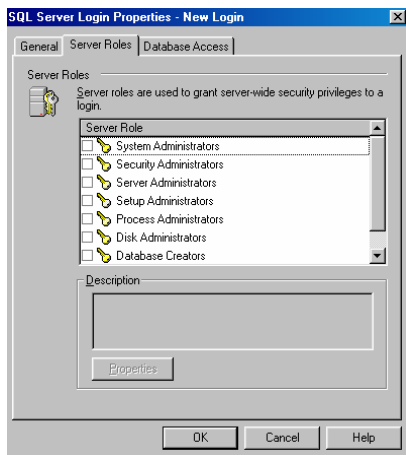 SQL Server Login Properties - New Login
General Server Roles Database Access
Server Roles
Server roles are used to grant server-wide security privileges to a
login.
Server Role
System Administrators
Security Administrators
Server Administrators
Setup Administrators
Process Administrators
Disk Administrators
Database Creators
Description
Properties
OK Cancel Help